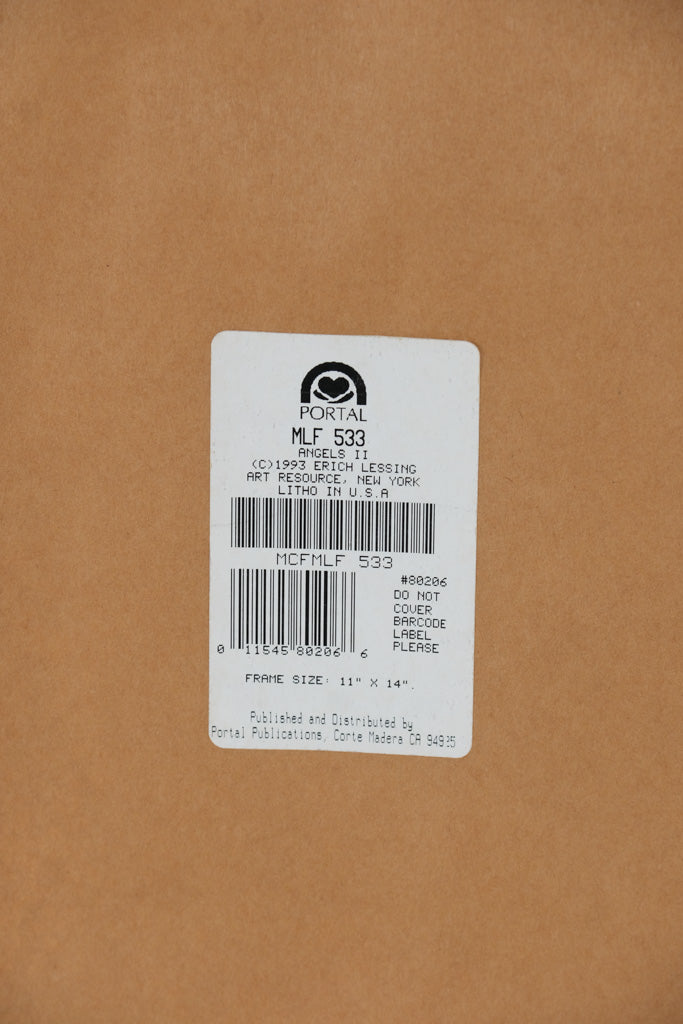 PORTAL
MLF 533
ANGELS II
(C)1993 ERICH LESSING
ART RESOURCE, NEW YORK
LITHO IN U.S.A
MCFMLF 533
#80206
DO NOT
COVER
BARCODE
LABEL
PLEASE
0 11545 80206 6
FRAME SIZE: 11" X 14".
Published and Distributed by
Portal Publications, Corte Madera CA